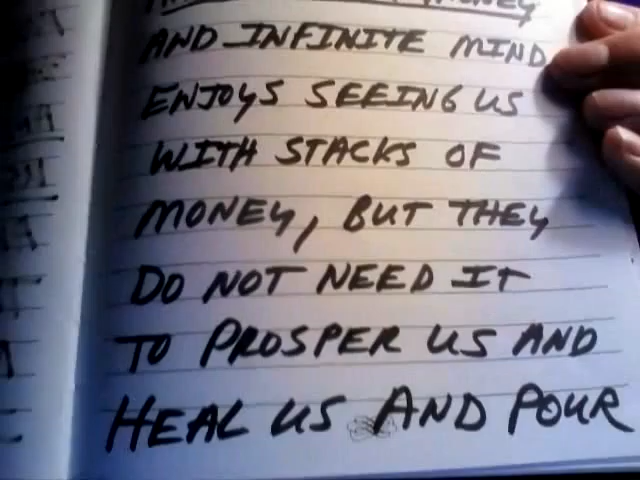 MONEY
AND INFINITE MIND
ENJOYS SEEING US
WITH STACKS OF
MONEY, BUT THEY
DO NOT NEED IT
TO PROSPER US AND
HEAL US AND POUR